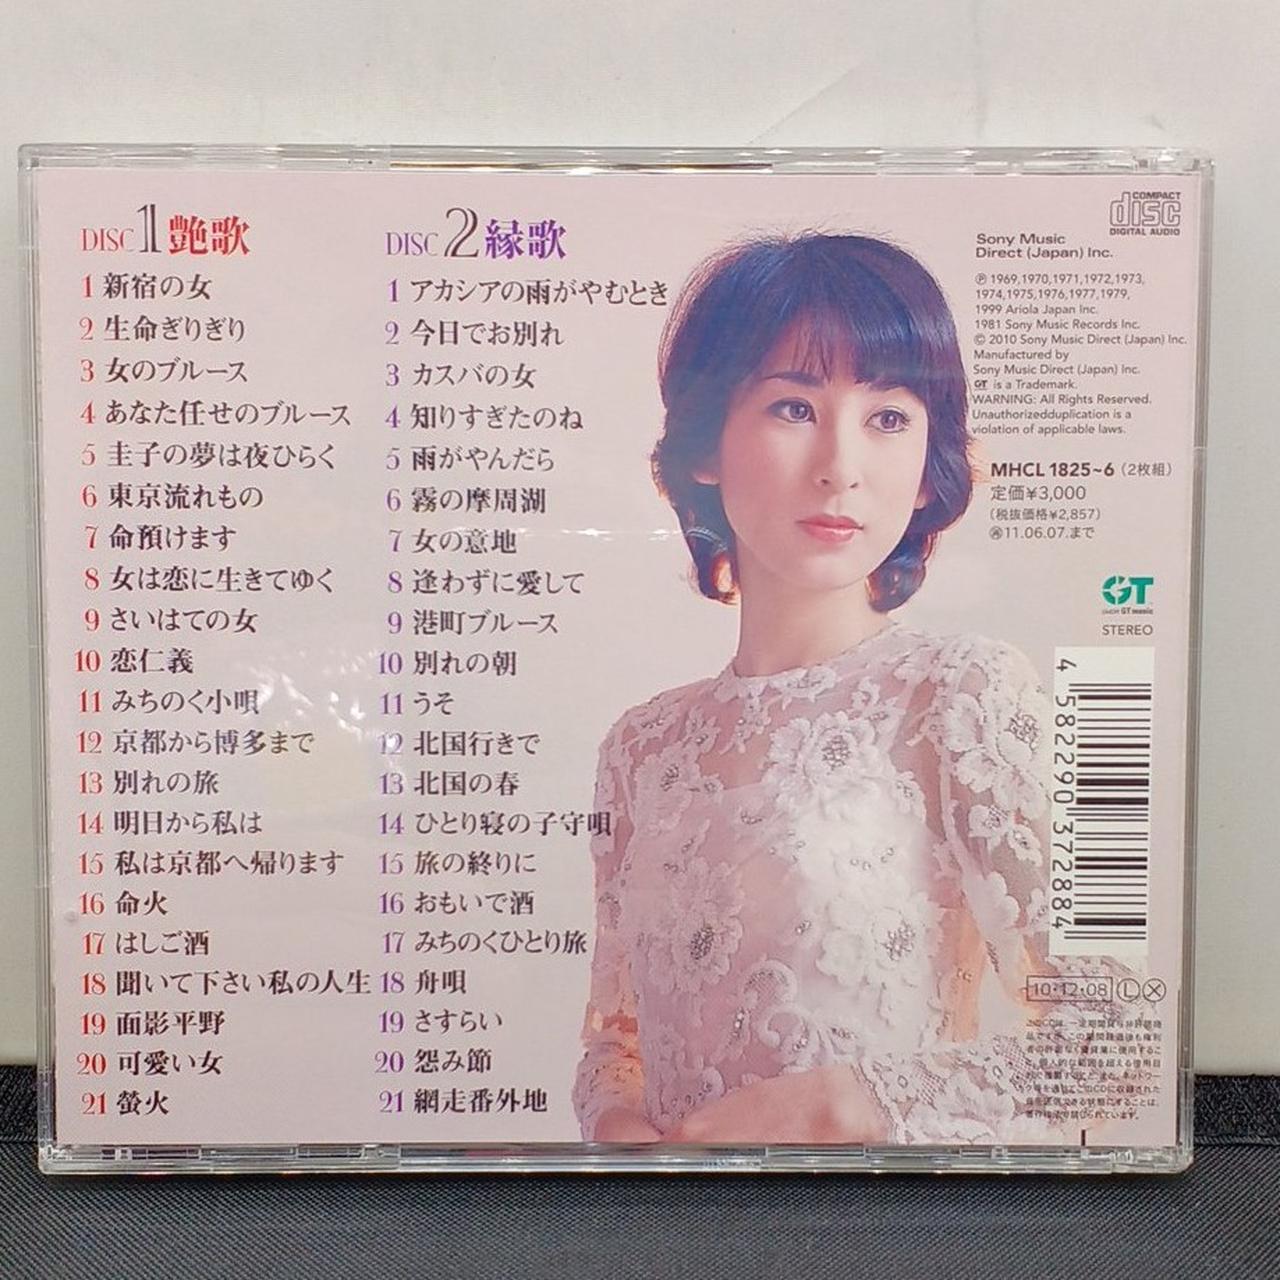 DISC 1 艶歌
1 新宿の女
2 生命ぎりぎり
3 女のブルース
4 あなた任せのブルース
5 圭子の夢は夜ひらく
6 東京流れもの
7 命預けます
8 女は恋に生きてゆく
9 さいはての女
10 恋仁義
11 みちのく小唄
12 京都から博多まで
13 別れの旅
14 明日から私は
15 私は京都へ帰ります
16 命火
17 はしご酒
18 聞いて下さい私の人生
19 面影平野
20 可愛い女
21 螢火
DISC 2 縁歌
1 アカシアの雨がやむとき
2 今日でお別れ
3 カスバの女
4 知りすぎたのね
5 雨がやんだら
6 霧の摩周湖
7 女の意地
8 逢わずに愛して
9 港町ブルース
10 別れの朝
11 うそ
12 北国行きで
13 北国の春
14 ひとり寝の子守唄
15 旅の終りに
16 おもいで酒
17 みちのくひとり旅
18 舟唄
19 さすらい
20 怨み節
21 網走番外地
COMPACT
disc
DIGITAL AUDIO
Sony Music
Direct (Japan) Inc.
Ⓟ 1969,1970,1971,1972,1973,
1974,1975,1976,1977,1979,
1999 Ariola Japan Inc.
1981 Sony Music Records Inc.
© 2010 Sony Music Direct (Japan) Inc.
Manufactured by
Sony Music Direct (Japan) Inc.
GT is a Trademark.
WARNING: All Rights Reserved.
Unauthorizedduplication is a
violation of applicable laws.
MHCL 1825~6 (2枚組)
定価¥3,000
(税抜価格¥2,857)
11.06.07.まで
GT
GT music
STEREO
4 582290 372884
10・12・08 Ⓛ Ⓧ